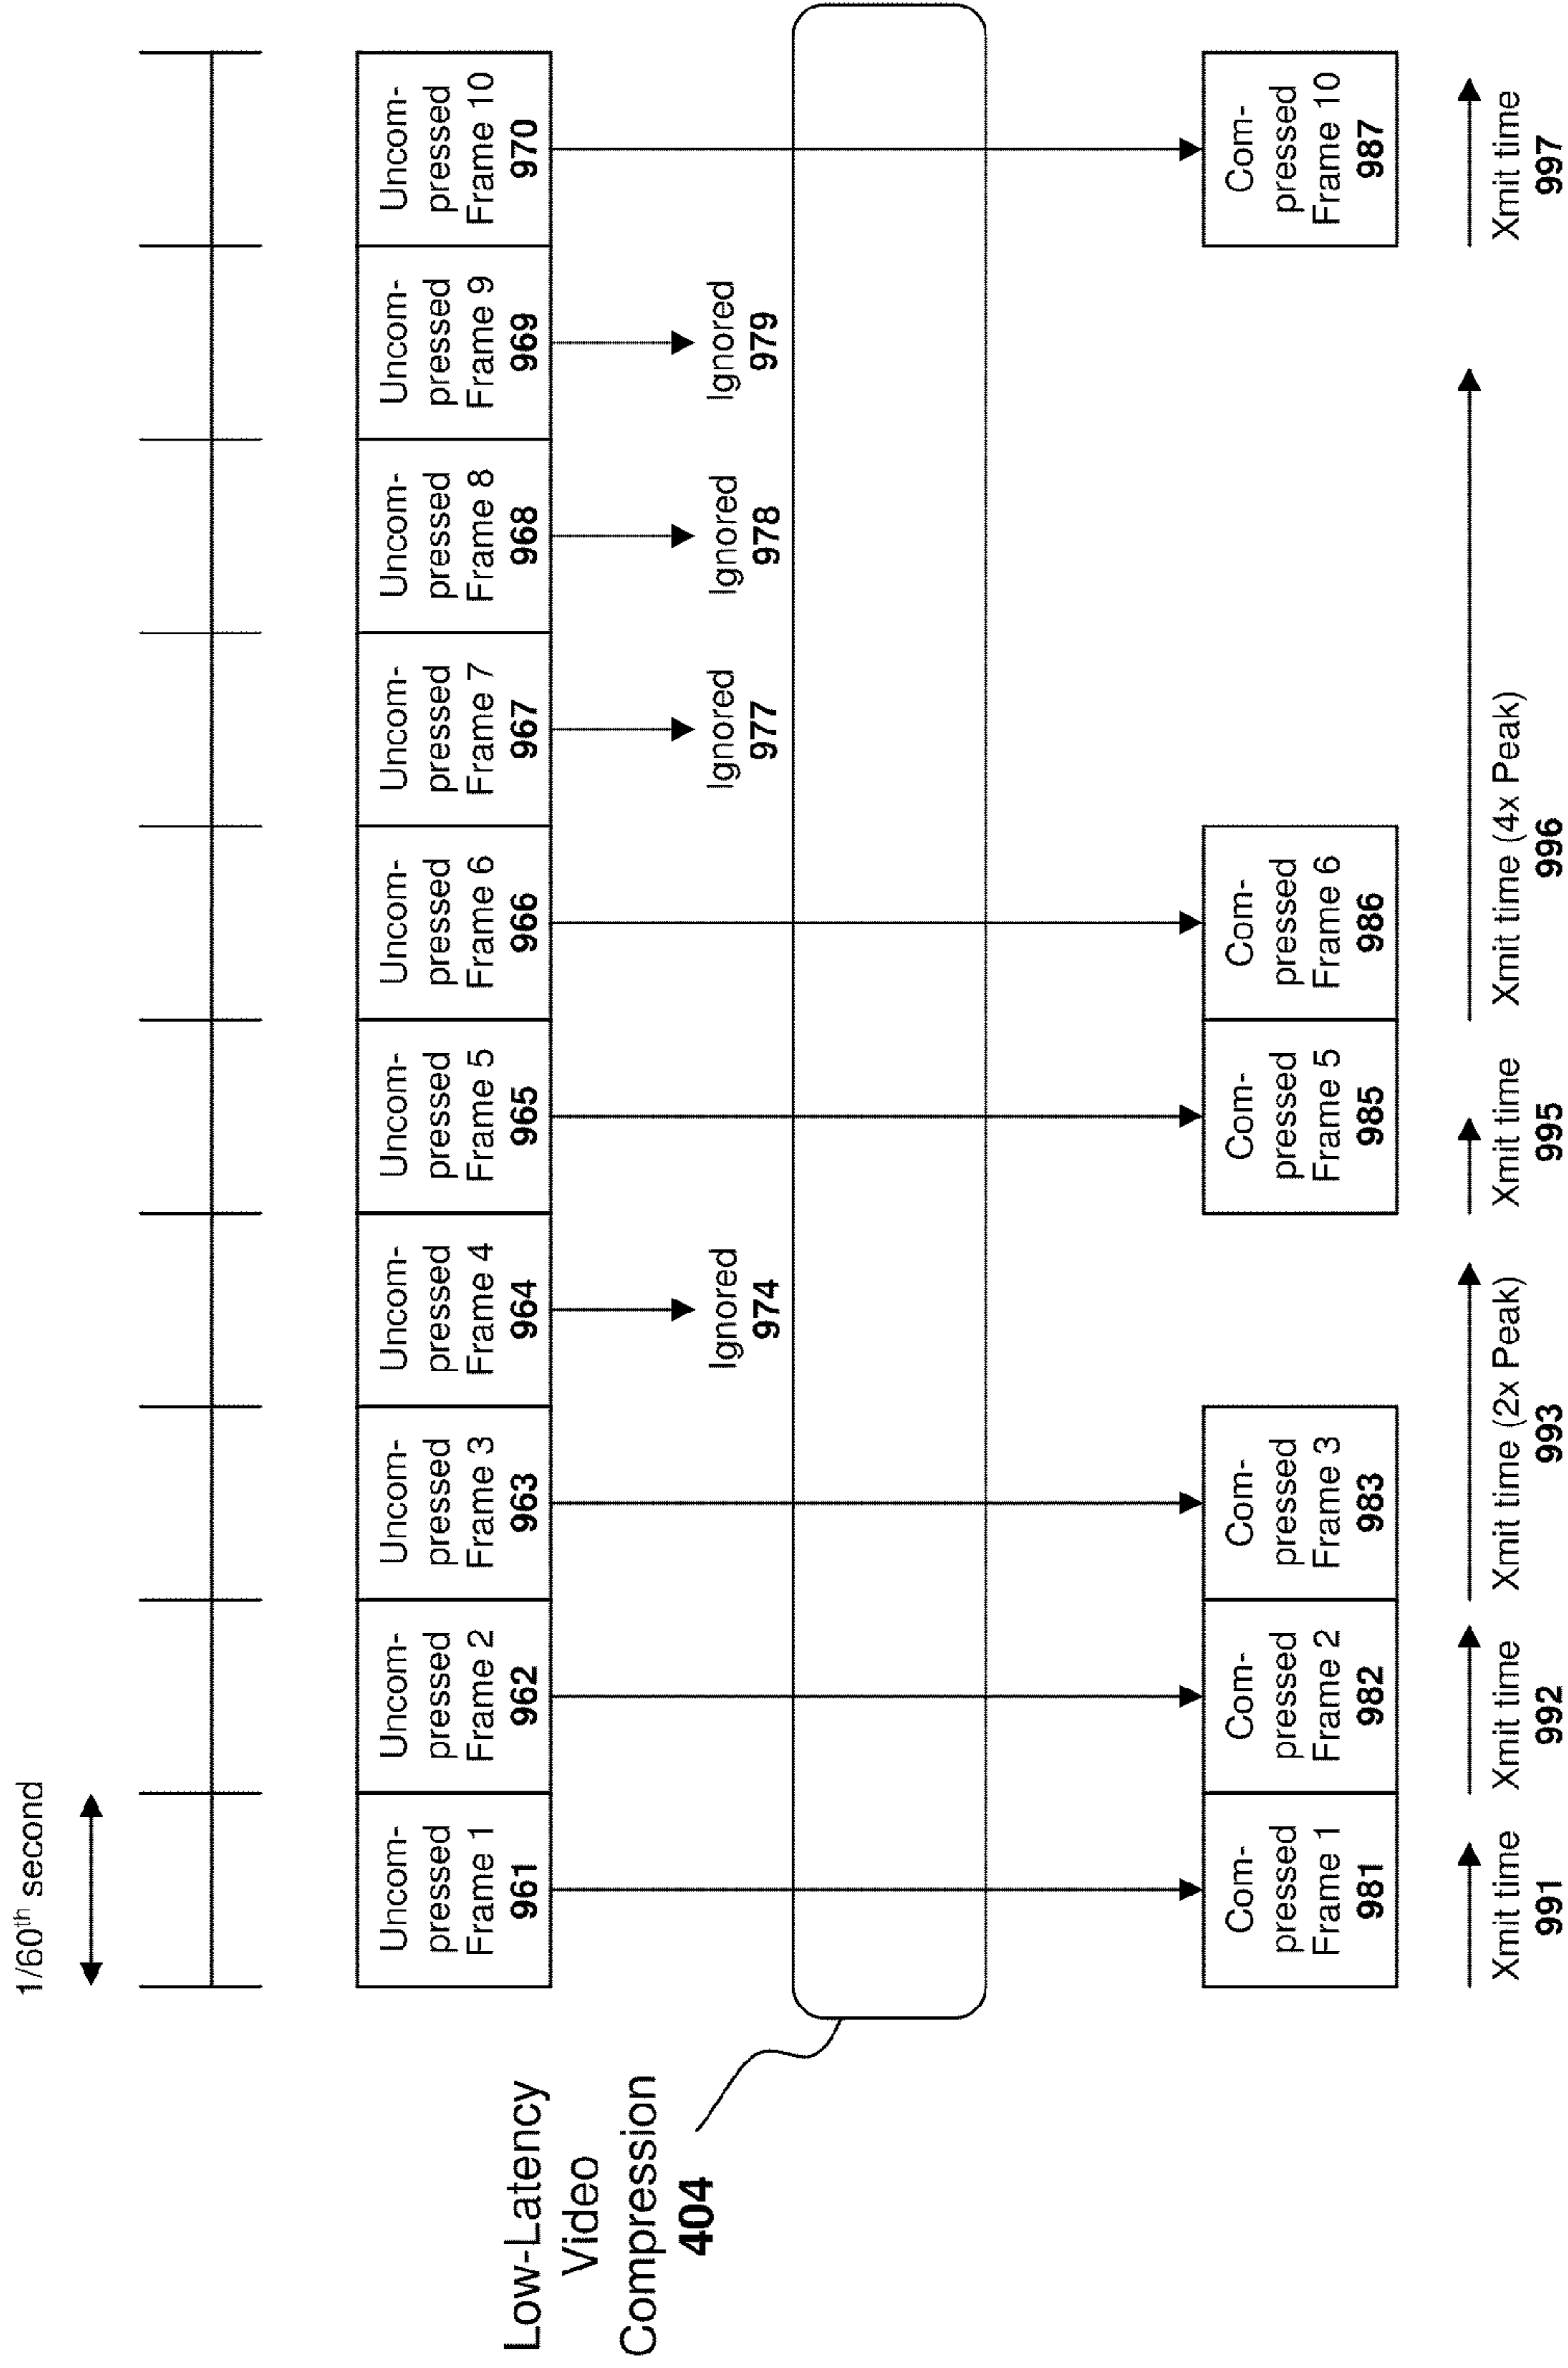 1/60th second
Uncom-
pressed
Frame 1
961
Uncom-
pressed
Frame 2
962
Uncom-
pressed
Frame 3
963
Uncom-
pressed
Frame 4
964
Uncom-
pressed
Frame 5
965
Uncom-
pressed
Frame 6
966
Uncom-
pressed
Frame 7
967
Uncom-
pressed
Frame 8
968
Uncom-
pressed
Frame 9
969
Uncom-
pressed
Frame 10
970
Ignored
974
Ignored
977
Ignored
978
Ignored
979
Low-Latency
Video
Compression
404
Com-
pressed
Frame 1
981
Com-
pressed
Frame 2
982
Com-
pressed
Frame 3
983
Com-
pressed
Frame 5
985
Com-
pressed
Frame 6
986
Com-
pressed
Frame 10
987
Xmit time
991
Xmit time
992
Xmit time (2x Peak)
993
Xmit time
995
Xmit time (4x Peak)
996
Xmit time
997